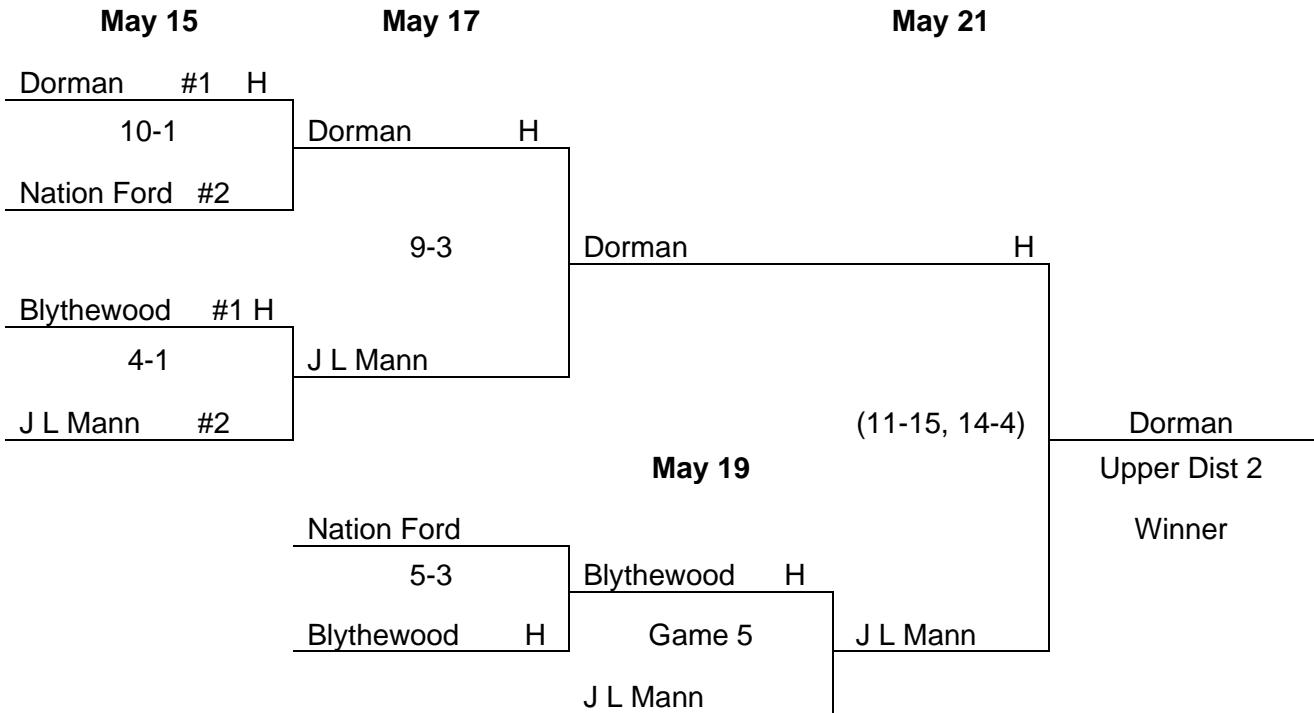 May 15 May 17 May 21
Dorman #1 H
10-1 Dorman H
Nation Ford #2
9-3 Dorman H
Blythewood #1 H
4-1 J L Mann
J L Mann #2 (11-15, 14-4) Dorman
May 19 Upper Dist 2
Nation Ford Winner
5-3 Blythewood H
Blythewood H Game 5 J L Mann
J L Mann